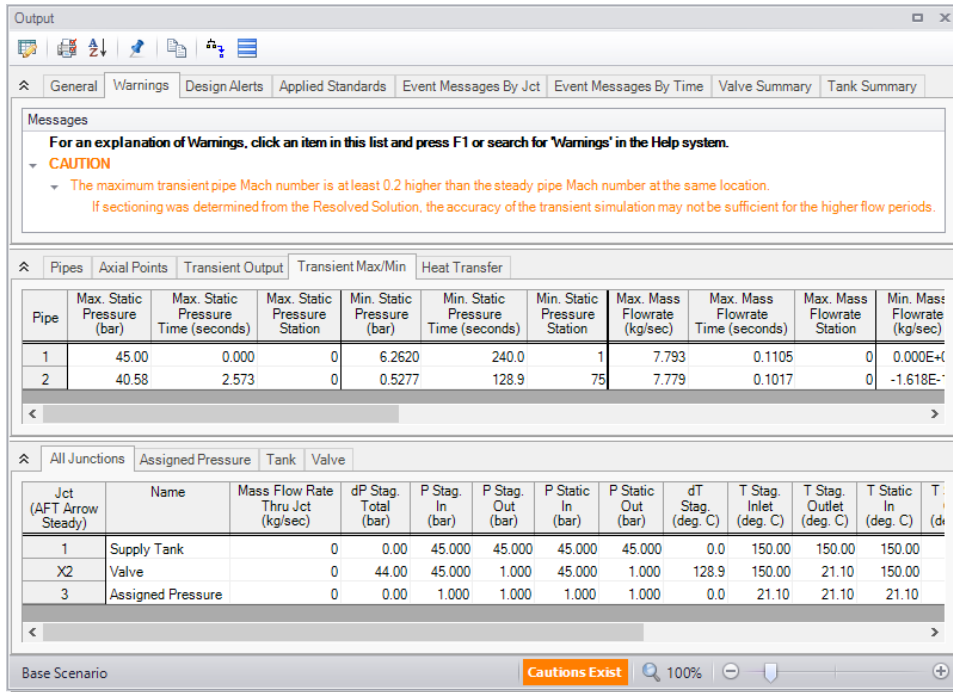 Output
General Warnings Design Alerts Applied Standards Event Messages By Jct Event Messages By Time Valve Summary Tank Summary
Messages
For an explanation of Warnings, click an item in this list and press F1 or search for 'Warnings' in the Help system.
CAUTION
The maximum transient pipe Mach number is at least 0.2 higher than the steady pipe Mach number at the same location.
If sectioning was determined from the Resolved Solution, the accuracy of the transient simulation may not be sufficient for the higher flow periods.
Pipes Axial Points Transient Output Transient Max/Min Heat Transfer
Pipe Max. Static Pressure (bar) Max. Static Pressure Time (seconds) Max. Static Pressure Station Min. Static Pressure (bar) Min. Static Pressure Time (seconds) Min. Static Pressure Station Max. Mass Flowrate (kg/sec) Max. Mass Flowrate Time (seconds) Max. Mass Flowrate Station Min. Mass Flowrate (kg/sec)
1 45.00 0.000 0 6.2620 240.0 1 7.793 0.1105 0 0.000E+0
2 40.58 2.573 0 0.5277 128.9 75 7.779 0.1017 0 -1.618E-1
All Junctions Assigned Pressure Tank Valve
Jct (AFT Arrow Steady) Name Mass Flow Rate Thru Jct (kg/sec) dP Stag. Total (bar) P Stag. In (bar) P Stag. Out (bar) P Static In (bar) P Static Out (bar) dT Stag. (deg. C) T Stag. Inlet (deg. C) T Stag. Outlet (deg. C) T Static In (deg. C)
1 Supply Tank 0 0.00 45.000 45.000 45.000 45.000 0.0 150.00 150.00 150.00
X2 Valve 0 44.00 45.000 1.000 45.000 1.000 128.9 150.00 21.10 150.00
3 Assigned Pressure 0 0.00 1.000 1.000 1.000 1.000 0.0 21.10 21.10 21.10
Base Scenario Cautions Exist 100%